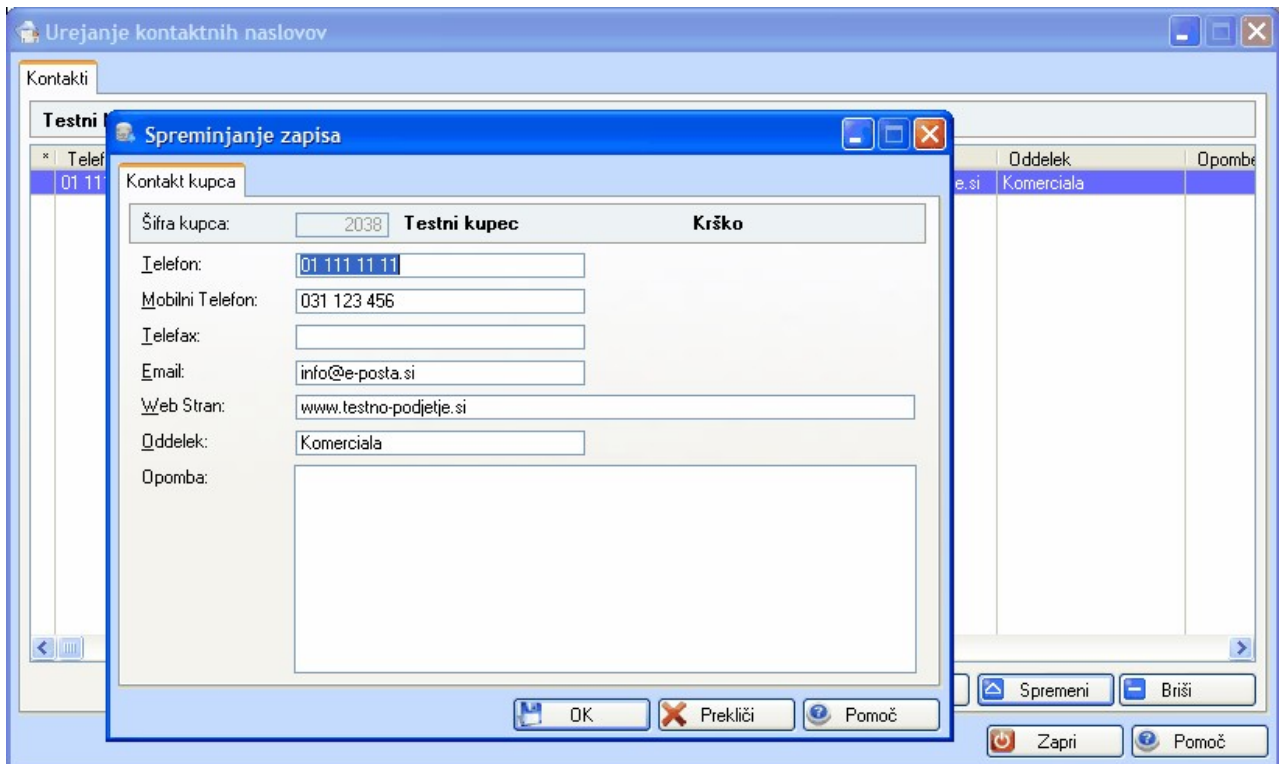 Urejanje kontaktnih naslovov
Kontakti
Testni
Spreminjanje zapisa
* Telef Oddelek Opombe
01 11 e.si Komerciala
Kontakt kupca
Šifra kupca: 2038 Testni kupec Krško
Telefon: 01 111 11 11
Mobilni Telefon: 031 123 456
Telefax:
Email: info@e-posta.si
Web Stran: www.testno-podjetje.si
Oddelek: Komerciala
Opomba:
Spremeni Briši
OK Prekliči Pomoč
Zapri Pomoč